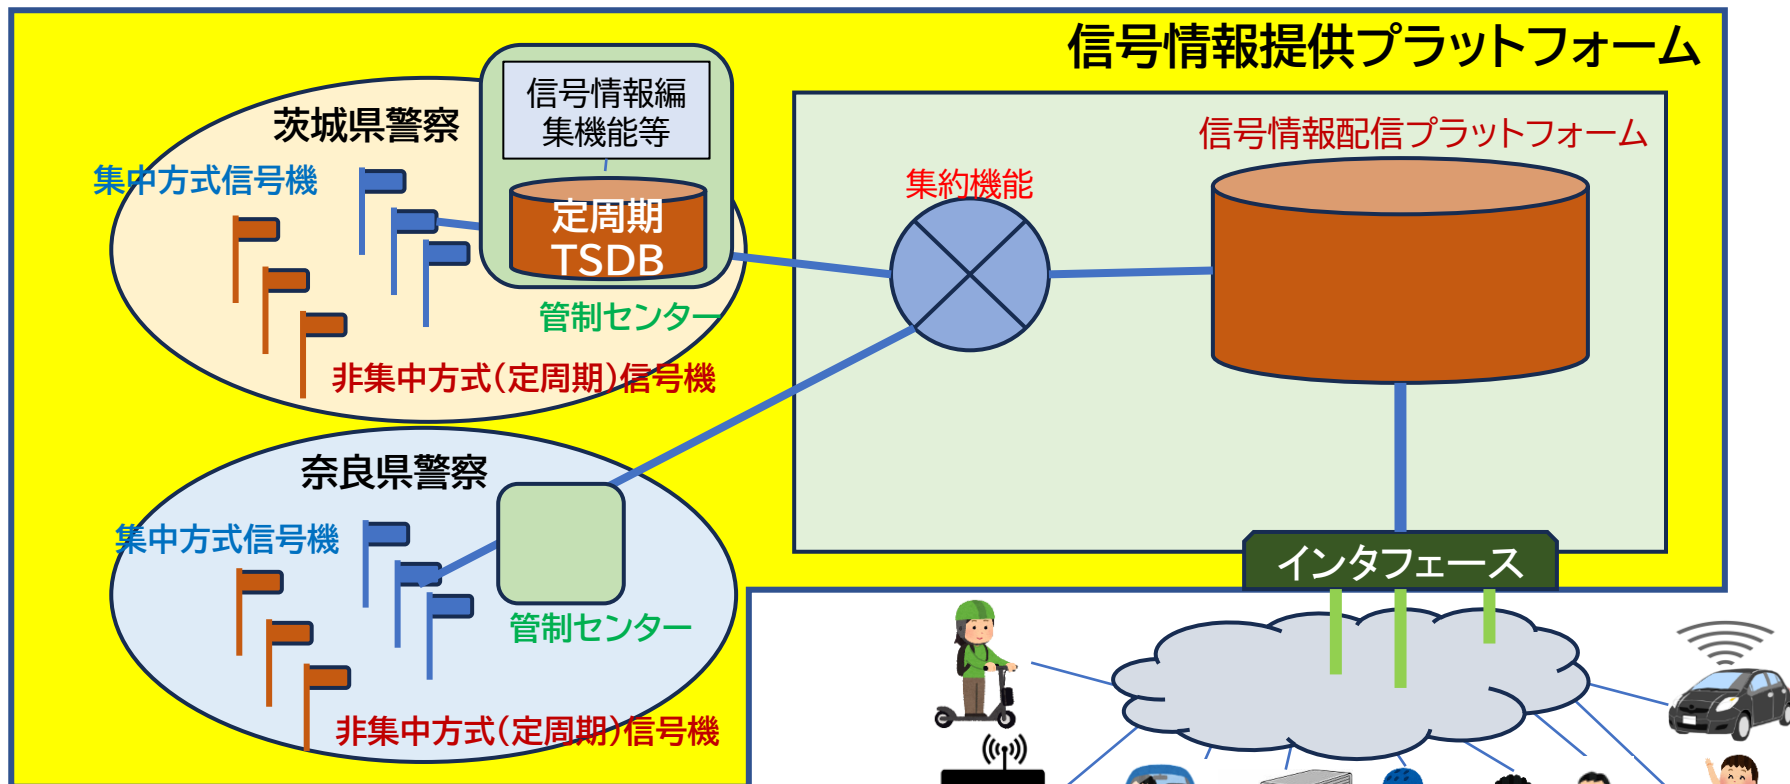 信号情報提供プラットフォーム
信号情報編
集機能等
茨城県警察
集中方式信号機
定周期
TSDB
管制センター
非集中方式(定周期)信号機
集約機能
信号情報配信プラットフォーム
奈良県警察
集中方式信号機
管制センター
非集中方式(定周期)信号機
インタフェース